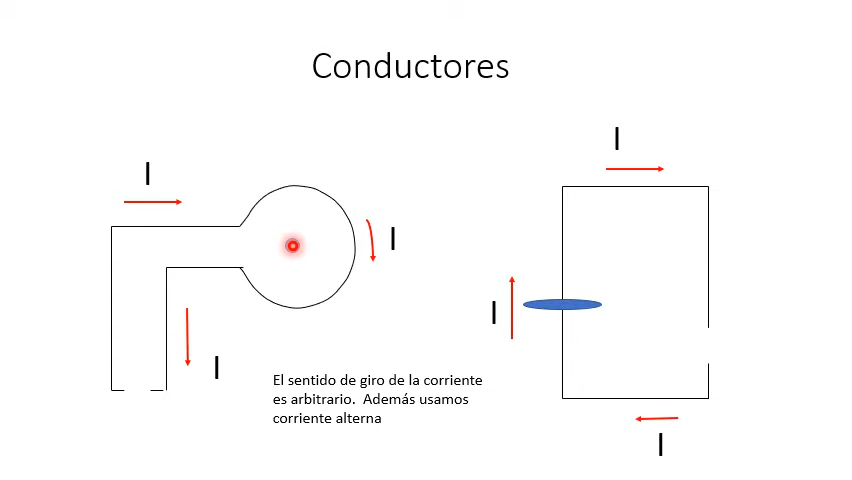 Conductores
I
I
I
I
I
I
El sentido de giro de la corriente
es arbitrario.  Además usamos
corriente alterna